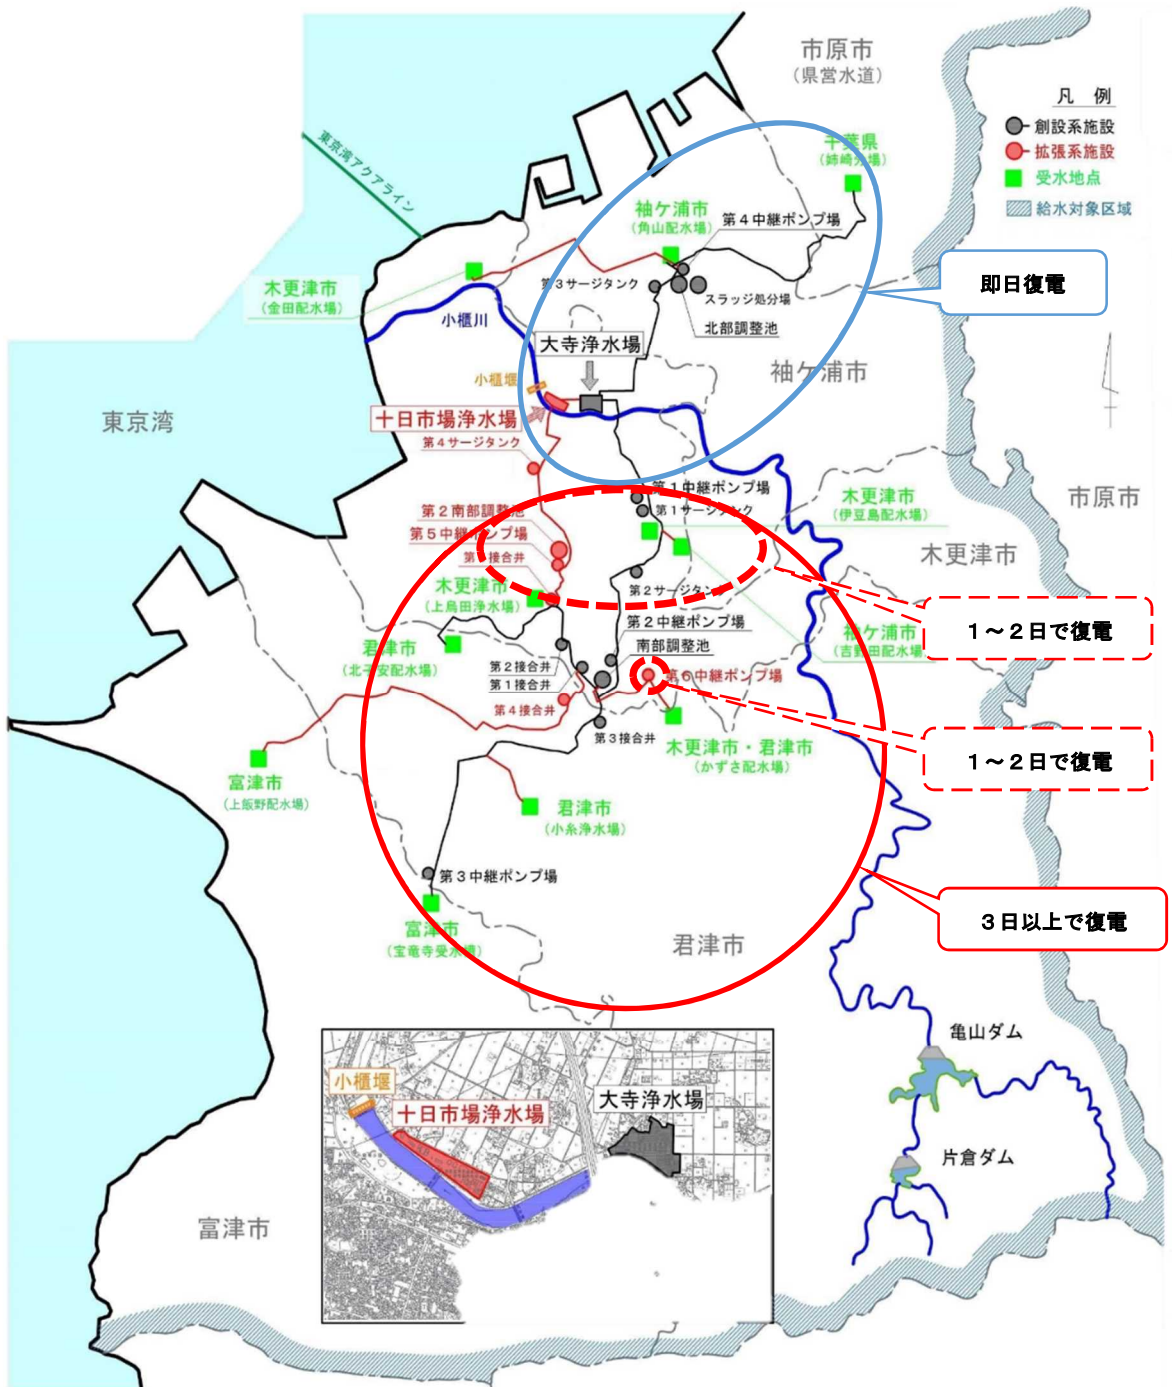 市原市
（県営水道）
凡　例
創設系施設
拡張系施設
受水地点
給水対象区域
東京湾アクアライン
千葉県
（姉崎分場）
袖ケ浦市
（角山配水場）
第４中継ポンプ場
木更津市
（金田配水場）
第３サージタンク
スラッジ処分場
即日復電
小櫃川
北部調整池
大寺浄水場
袖ケ浦市
小櫃堰
東京湾
十日市場浄水場
第４サージタンク
第１中継ポンプ場
木更津市
（伊豆島配水場）
市原市
第２南部調整池
第１サージタンク
第５中継ポンプ場
木更津市
接合井
木更津市
（上烏田浄水場）
第２サージタンク
１～２日で復電
第２中継ポンプ場
袖ケ浦市
（吉野田配水場）
君津市
（北子安配水場）
南部調整池
第２接合井
第１接合井
第６中継ポンプ場
第４接合井
第３接合井
木更津市・君津市
（かずさ配水場）
１～２日で復電
富津市
（上飯野配水場）
君津市
（小糸浄水場）
第３中継ポンプ場
３日以上で復電
富津市
（宝竜寺受水場）
君津市
亀山ダム
小櫃堰
大寺浄水場
十日市場浄水場
片倉ダム
富津市